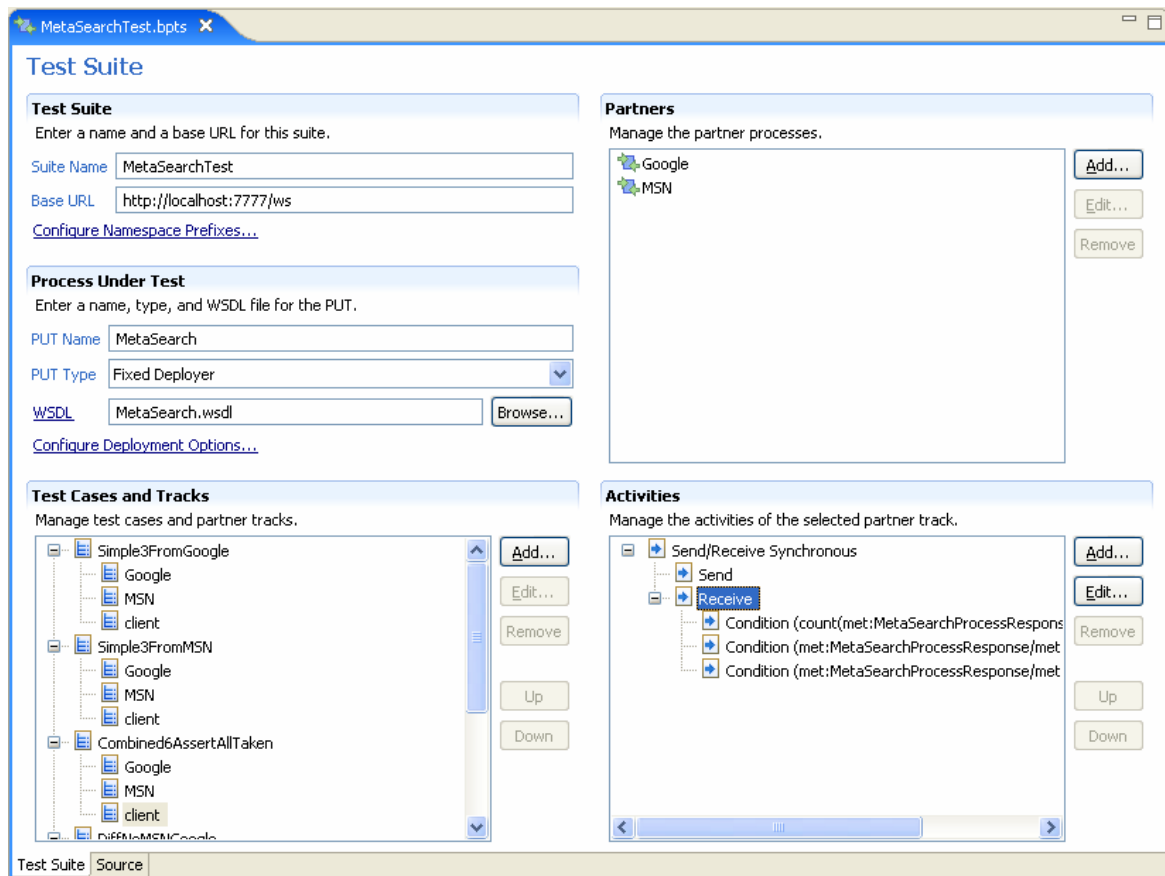 MetaSearchTest.bpts
Test Suite
Test Suite
Enter a name and a base URL for this suite.
Suite Name MetaSearchTest
Base URL http://localhost:7777/ws
Configure Namespace Prefixes...
Process Under Test
Enter a name, type, and WSDL file for the PUT.
PUT Name MetaSearch
PUT Type Fixed Deployer
WSDL MetaSearch.wsdl Browse...
Configure Deployment Options...
Test Cases and Tracks
Manage test cases and partner tracks.
Simple3FromGoogle
Google
MSN
client
Simple3FromMSN
Google
MSN
client
Combined6AssertAllTaken
Google
MSN
client
DiffNoMSNGoogle
Add...
Edit...
Remove
Up
Down
Partners
Manage the partner processes.
Google
MSN
Add...
Edit...
Remove
Activities
Manage the activities of the selected partner track.
Send/Receive Synchronous
Send
Receive
Condition (count(met:MetaSearchProcessRespons
Condition (met:MetaSearchProcessResponse/met
Condition (met:MetaSearchProcessResponse/met
Add...
Edit...
Remove
Up
Down
Test Suite Source